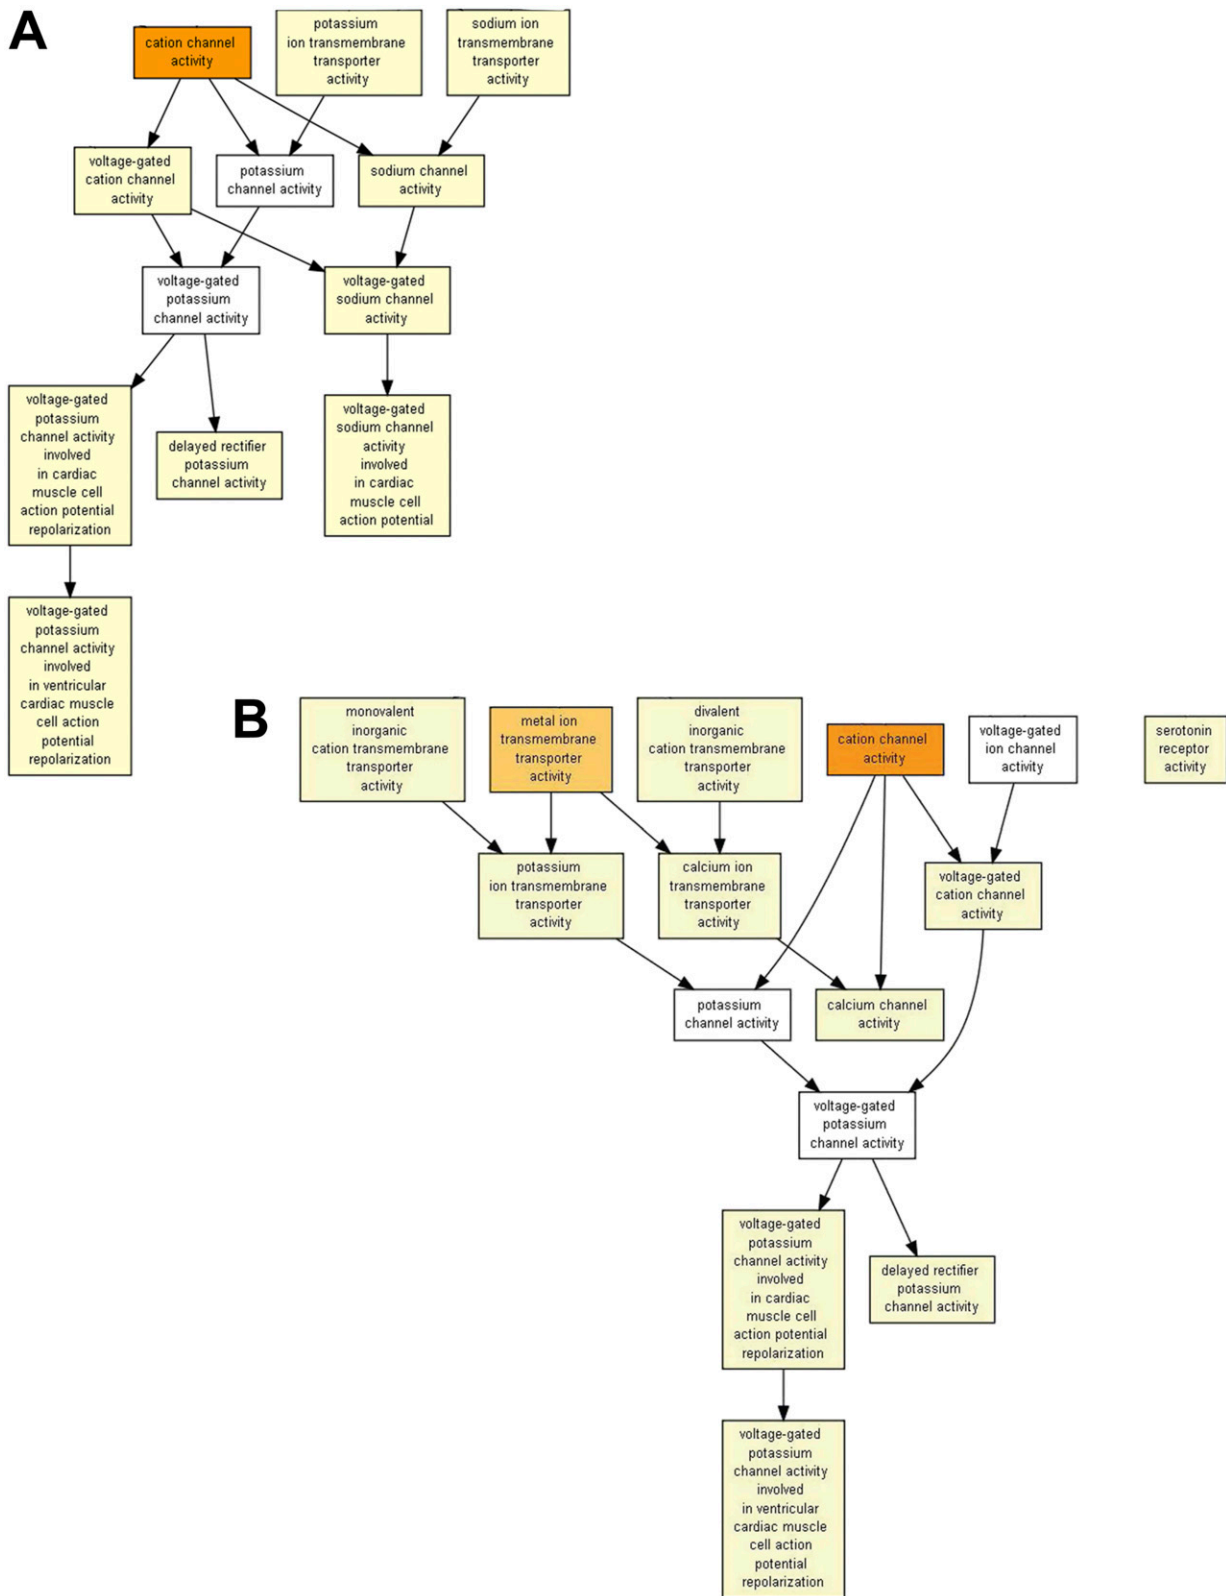 A
cation channel
activity
potassium
ion transmembrane
transporter
activity
sodium ion
transmembrane
transporter
activity
voltage-gated
cation channel
activity
potassium
channel activity
sodium channel
activity
voltage-gated
potassium
channel activity
voltage-gated
sodium channel
activity
voltage-gated
potassium
channel activity
involved
in cardiac
muscle cell
action potential
repolarization
delayed rectifier
potassium
channel activity
voltage-gated
sodium channel
activity
involved
in cardiac
muscle cell
action potential
voltage-gated
potassium
channel activity
involved
in ventricular
cardiac muscle
cell action
potential
repolarization
B
monovalent
inorganic
cation transmembrane
transporter
activity
metal ion
transmembrane
transporter
activity
divalent
inorganic
cation transmembrane
transporter
activity
cation channel
activity
voltage-gated
ion channel
activity
serotonin
receptor
activity
potassium
ion transmembrane
transporter
activity
calcium ion
transmembrane
transporter
activity
voltage-gated
cation channel
activity
potassium
channel activity
calcium channel
activity
voltage-gated
potassium
channel activity
voltage-gated
potassium
channel activity
involved
in cardiac
muscle cell
action potential
repolarization
delayed rectifier
potassium
channel activity
voltage-gated
potassium
channel activity
involved
in ventricular
cardiac muscle
cell action
potential
repolarization